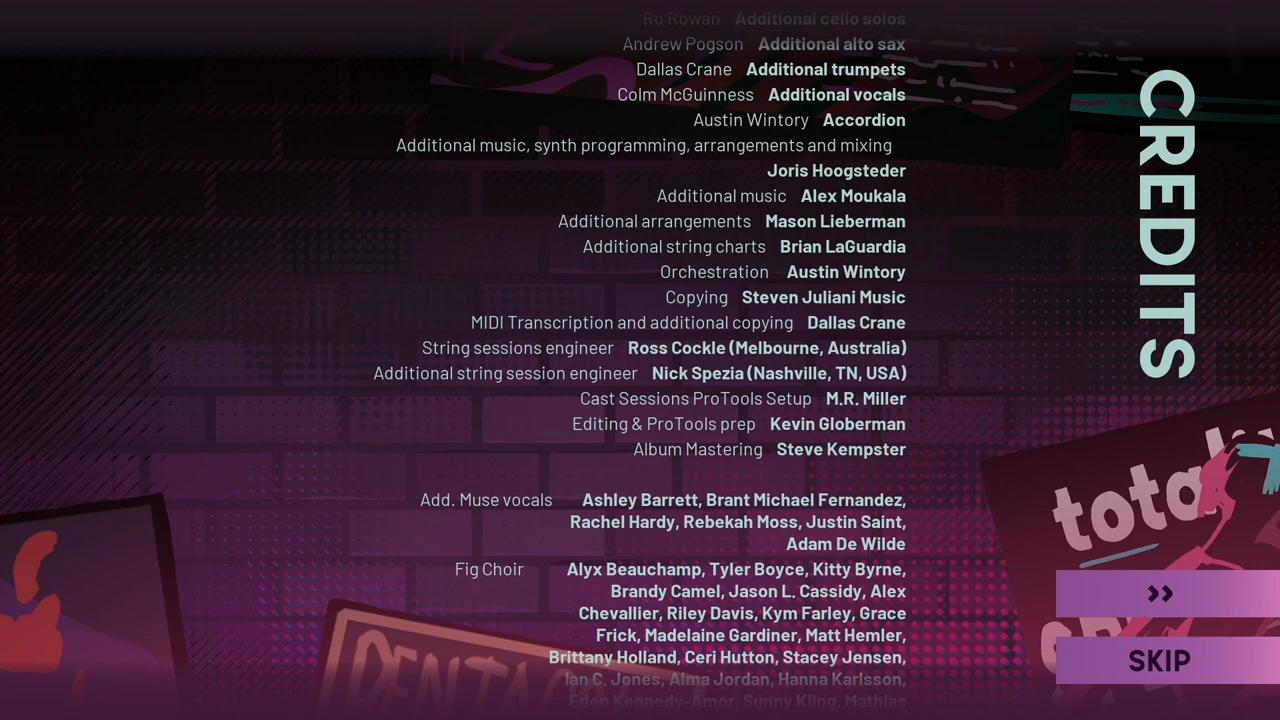 Ro Rowan Additional cello solos
Andrew Pogson Additional alto sax
Dallas Crane Additional trumpets
Colm McGuinness Additional vocals
Austin Wintory Accordion
Additional music, synth programming, arrangements and mixing
Joris Hoogsteder
Additional music Alex Moukala
Additional arrangements Mason Lieberman
Additional string charts Brian LaGuardia
Orchestration Austin Wintory
Copying Steven Juliani Music
MIDI Transcription and additional copying Dallas Crane
String sessions engineer Ross Cockle (Melbourne, Australia)
Additional string session engineer Nick Spezia (Nashville, TN, USA)
Cast Sessions ProTools Setup M.R. Miller
Editing & ProTools prep Kevin Globerman
Album Mastering Steve Kempster
Add. Muse vocals Ashley Barrett, Brant Michael Fernandez,
Rachel Hardy, Rebekah Moss, Justin Saint,
Adam De Wilde
Fig Choir Alyx Beauchamp, Tyler Boyce, Kitty Byrne,
Brandy Camel, Jason L. Cassidy, Alex
Chevallier, Riley Davis, Kym Farley, Grace
Frick, Madelaine Gardiner, Matt Hemler,
Brittany Holland, Ceri Hutton, Stacey Jensen,
Ian C. Jones, Alma Jordan, Hanna Karlsson,
Eden Kennedy-Amor, Sunny Kling, Mathias
CREDITS
>>
SKIP